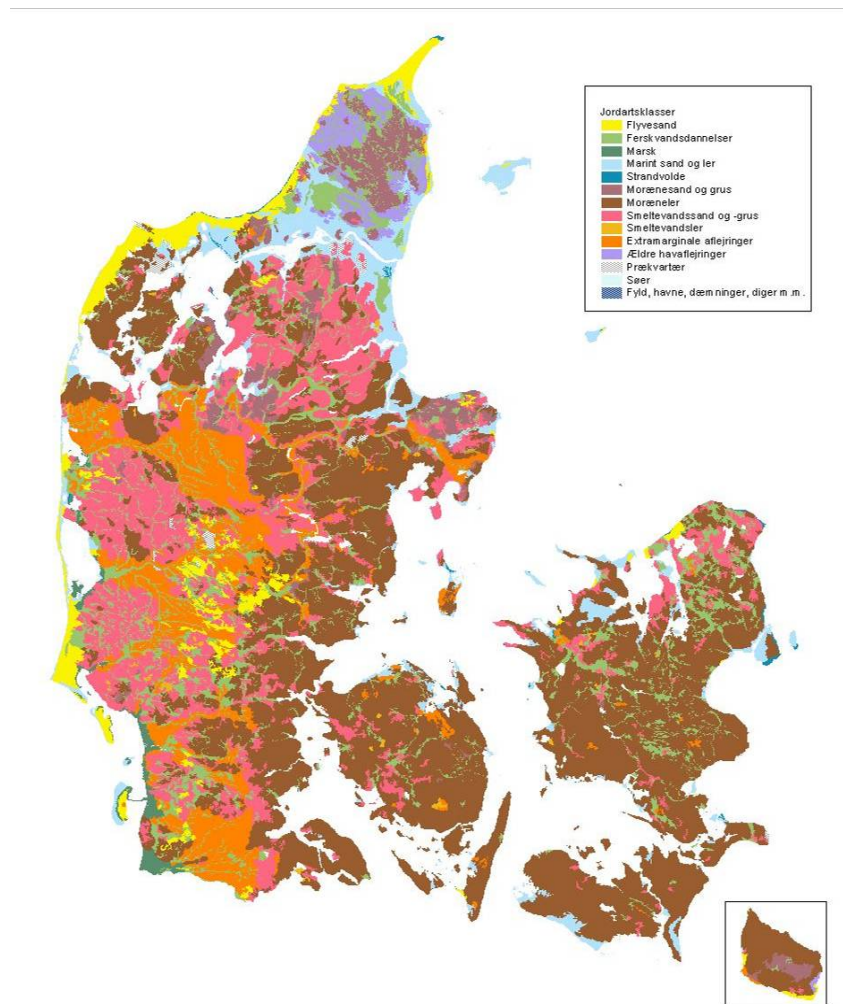 Jordartsklasser
Flyvesand
Ferskvandsdannelser
Marsk
Marint sand og ler
Strandvolde
Morænesand og grus
Moræneler
Smeltevandssand og -grus
Smeltevandsler
Extramarginale aflejringer
Ældre havaflejringer
Prækvartær
Søer
Fyld, havne, dæmninger, diger m.m.